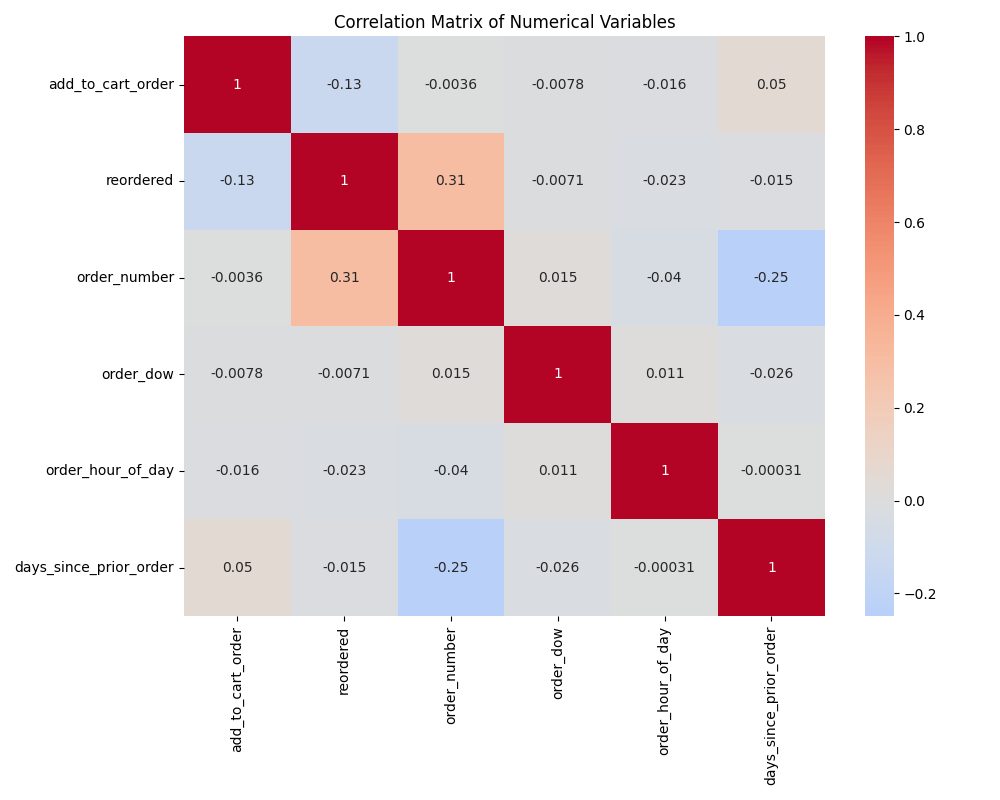 Correlation Matrix of Numerical Variables
add_to_cart_order 1 -0.13 -0.0036 -0.0078 -0.016 0.05
reordered -0.13 1 0.31 -0.0071 -0.023 -0.015
order_number -0.0036 0.31 1 0.015 -0.04 -0.25
order_dow -0.0078 -0.0071 0.015 1 0.011 -0.026
order_hour_of_day -0.016 -0.023 -0.04 0.011 1 -0.00031
days_since_prior_order 0.05 -0.015 -0.25 -0.026 -0.00031 1
add_to_cart_order
reordered
order_number
order_dow
order_hour_of_day
days_since_prior_order
1.0
0.8
0.6
0.4
0.2
0.0
−0.2